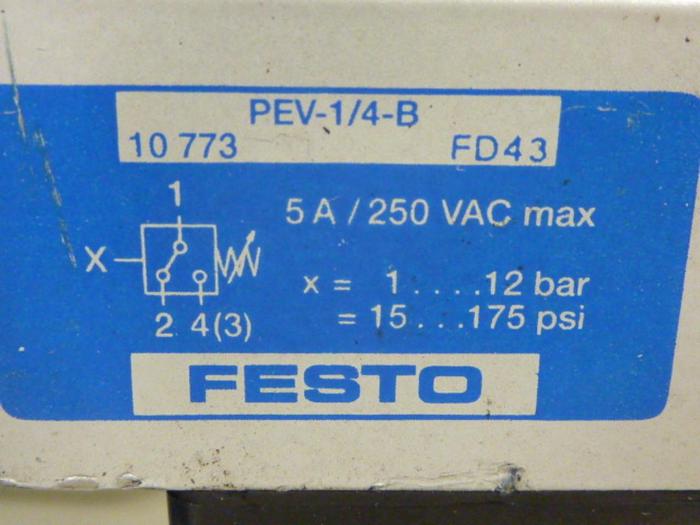 PEV-1/4-B
10 773 FD43
1
5 A / 250 VAC max
X
x = 1 ....12 bar
2 4(3)
= 15...175 psi
FESTO